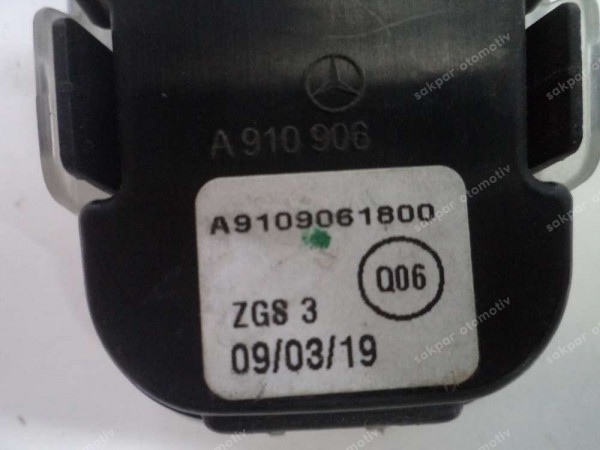 A 910 906
A9109061800
Q06
ZGS 3
09/03/19
sakpar otomotiv
sakpar otomotiv
sakpar otomotiv
sakpar otomotiv